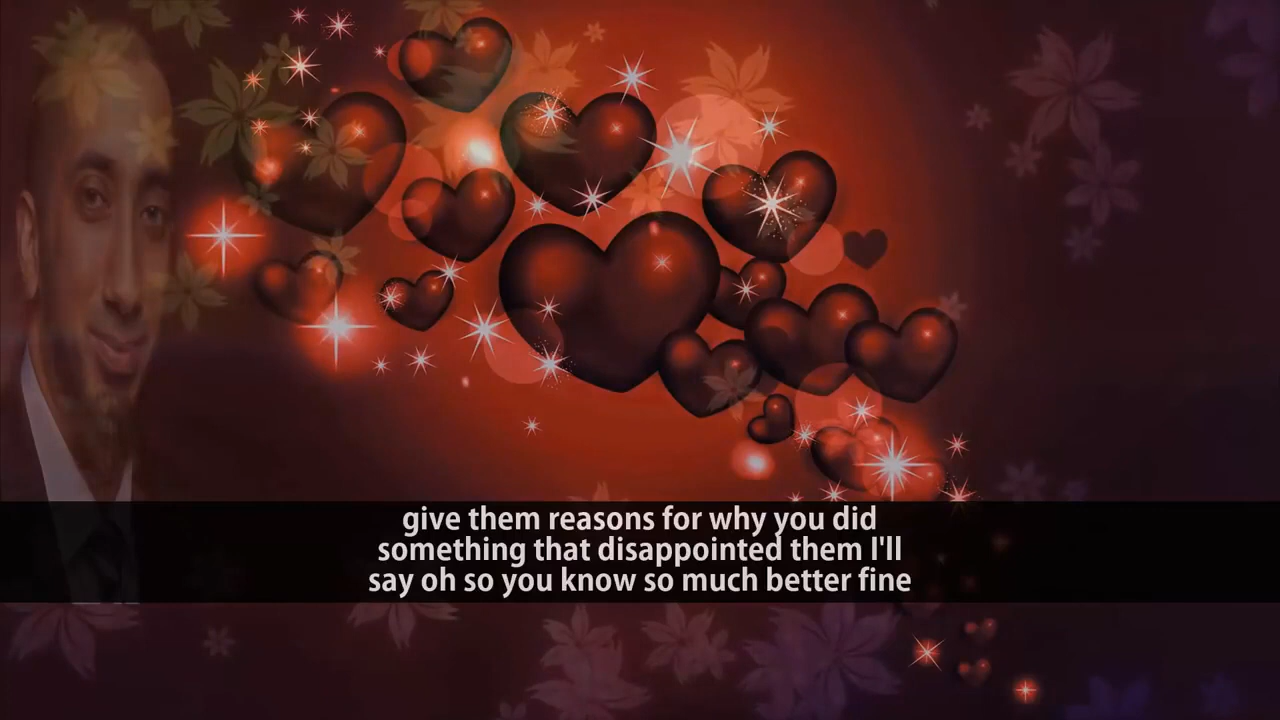 give them reasons for why you did
something that disappointed them I'll
say oh so you know so much better fine